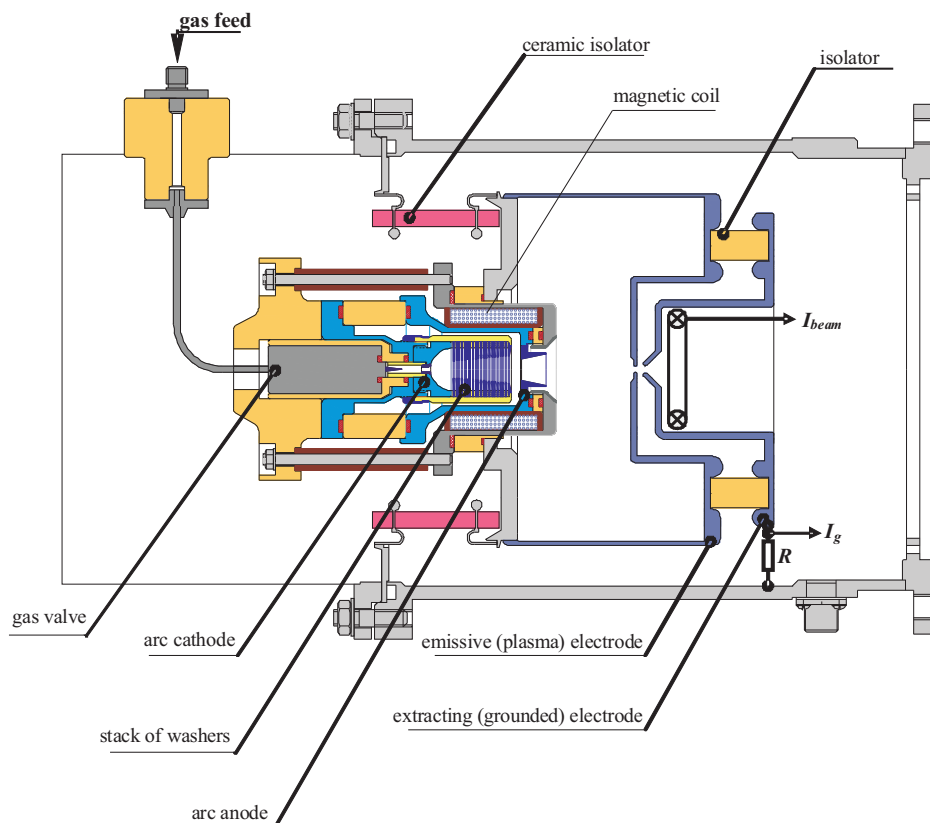 gas feed
ceramic isolator
isolator
magnetic coil
I_beam
I_g
R
gas valve
arc cathode
emissive (plasma) electrode
extracting (grounded) electrode
stack of washers
arc anode